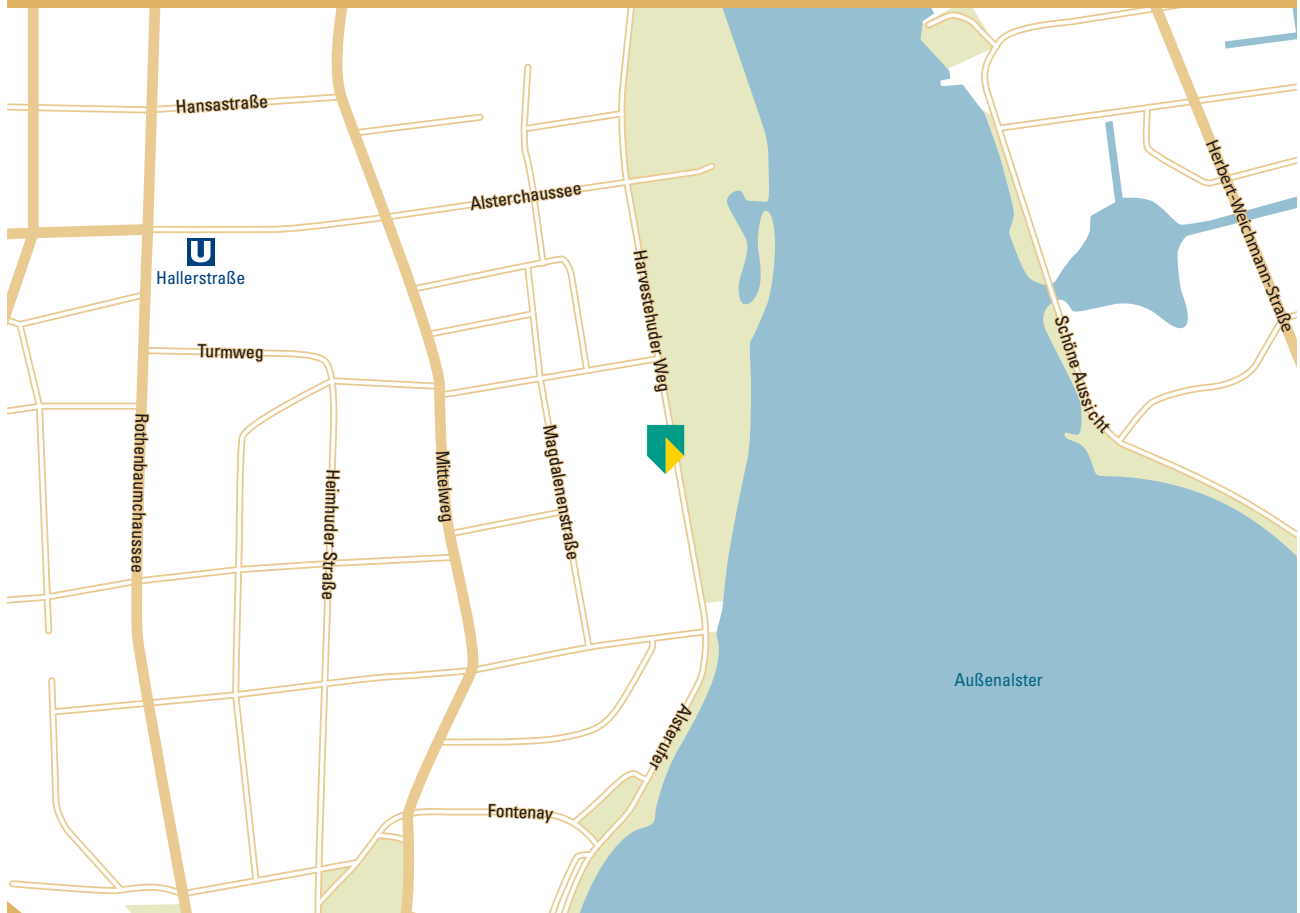 Hansastraße
Alsterchaussee
Herbert-Weichmann-Straße
U
Hallerstraße
Harvestehuder Weg
Turmweg
Schöne Aussicht
Rothenbaumchaussee
Heimhuder Straße
Mittelweg
Magdalenenstraße
Außenalster
Alsterufer
Fontenay